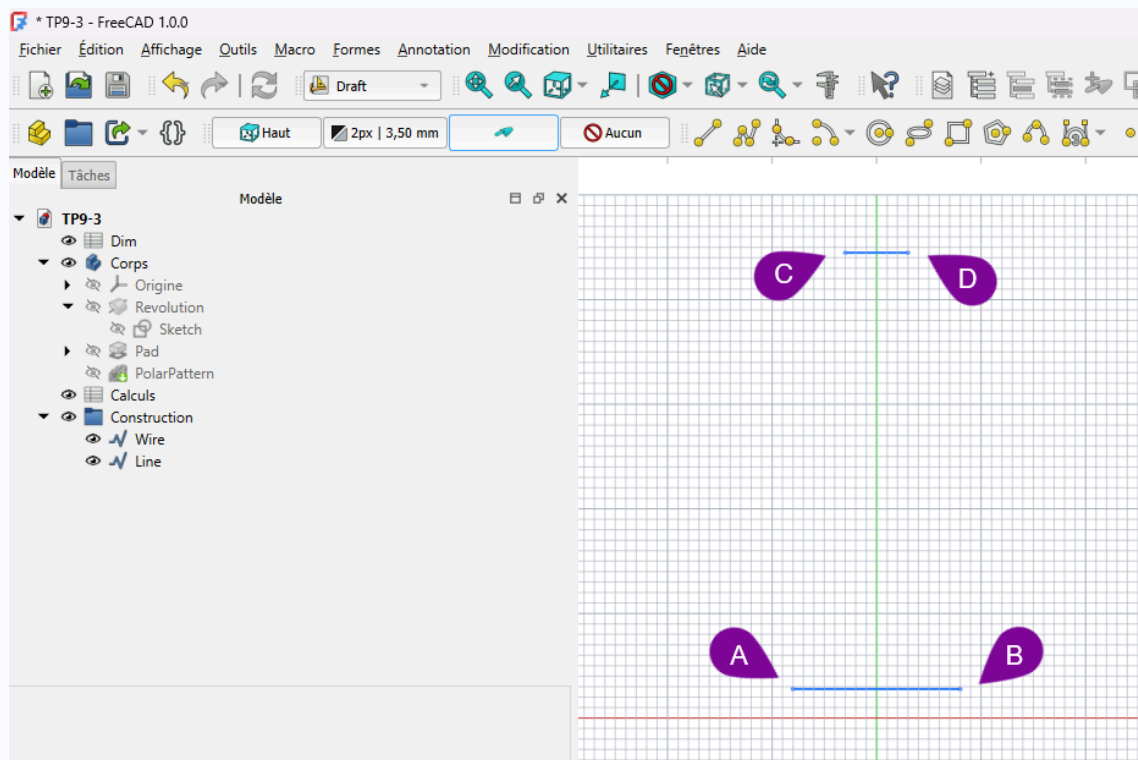 * TP9-3 - FreeCAD 1.0.0
Fichier Édition Affichage Outils Macro Formes Annotation Modification Utilitaires Fenêtres Aide
Draft
Haut 2px | 3,50 mm Aucun
Modèle Tâches
Modèle
TP9-3
Dim
Corps
Origine
Revolution
Sketch
Pad
PolarPattern
Calculs
Construction
Wire
Line
C D
A B